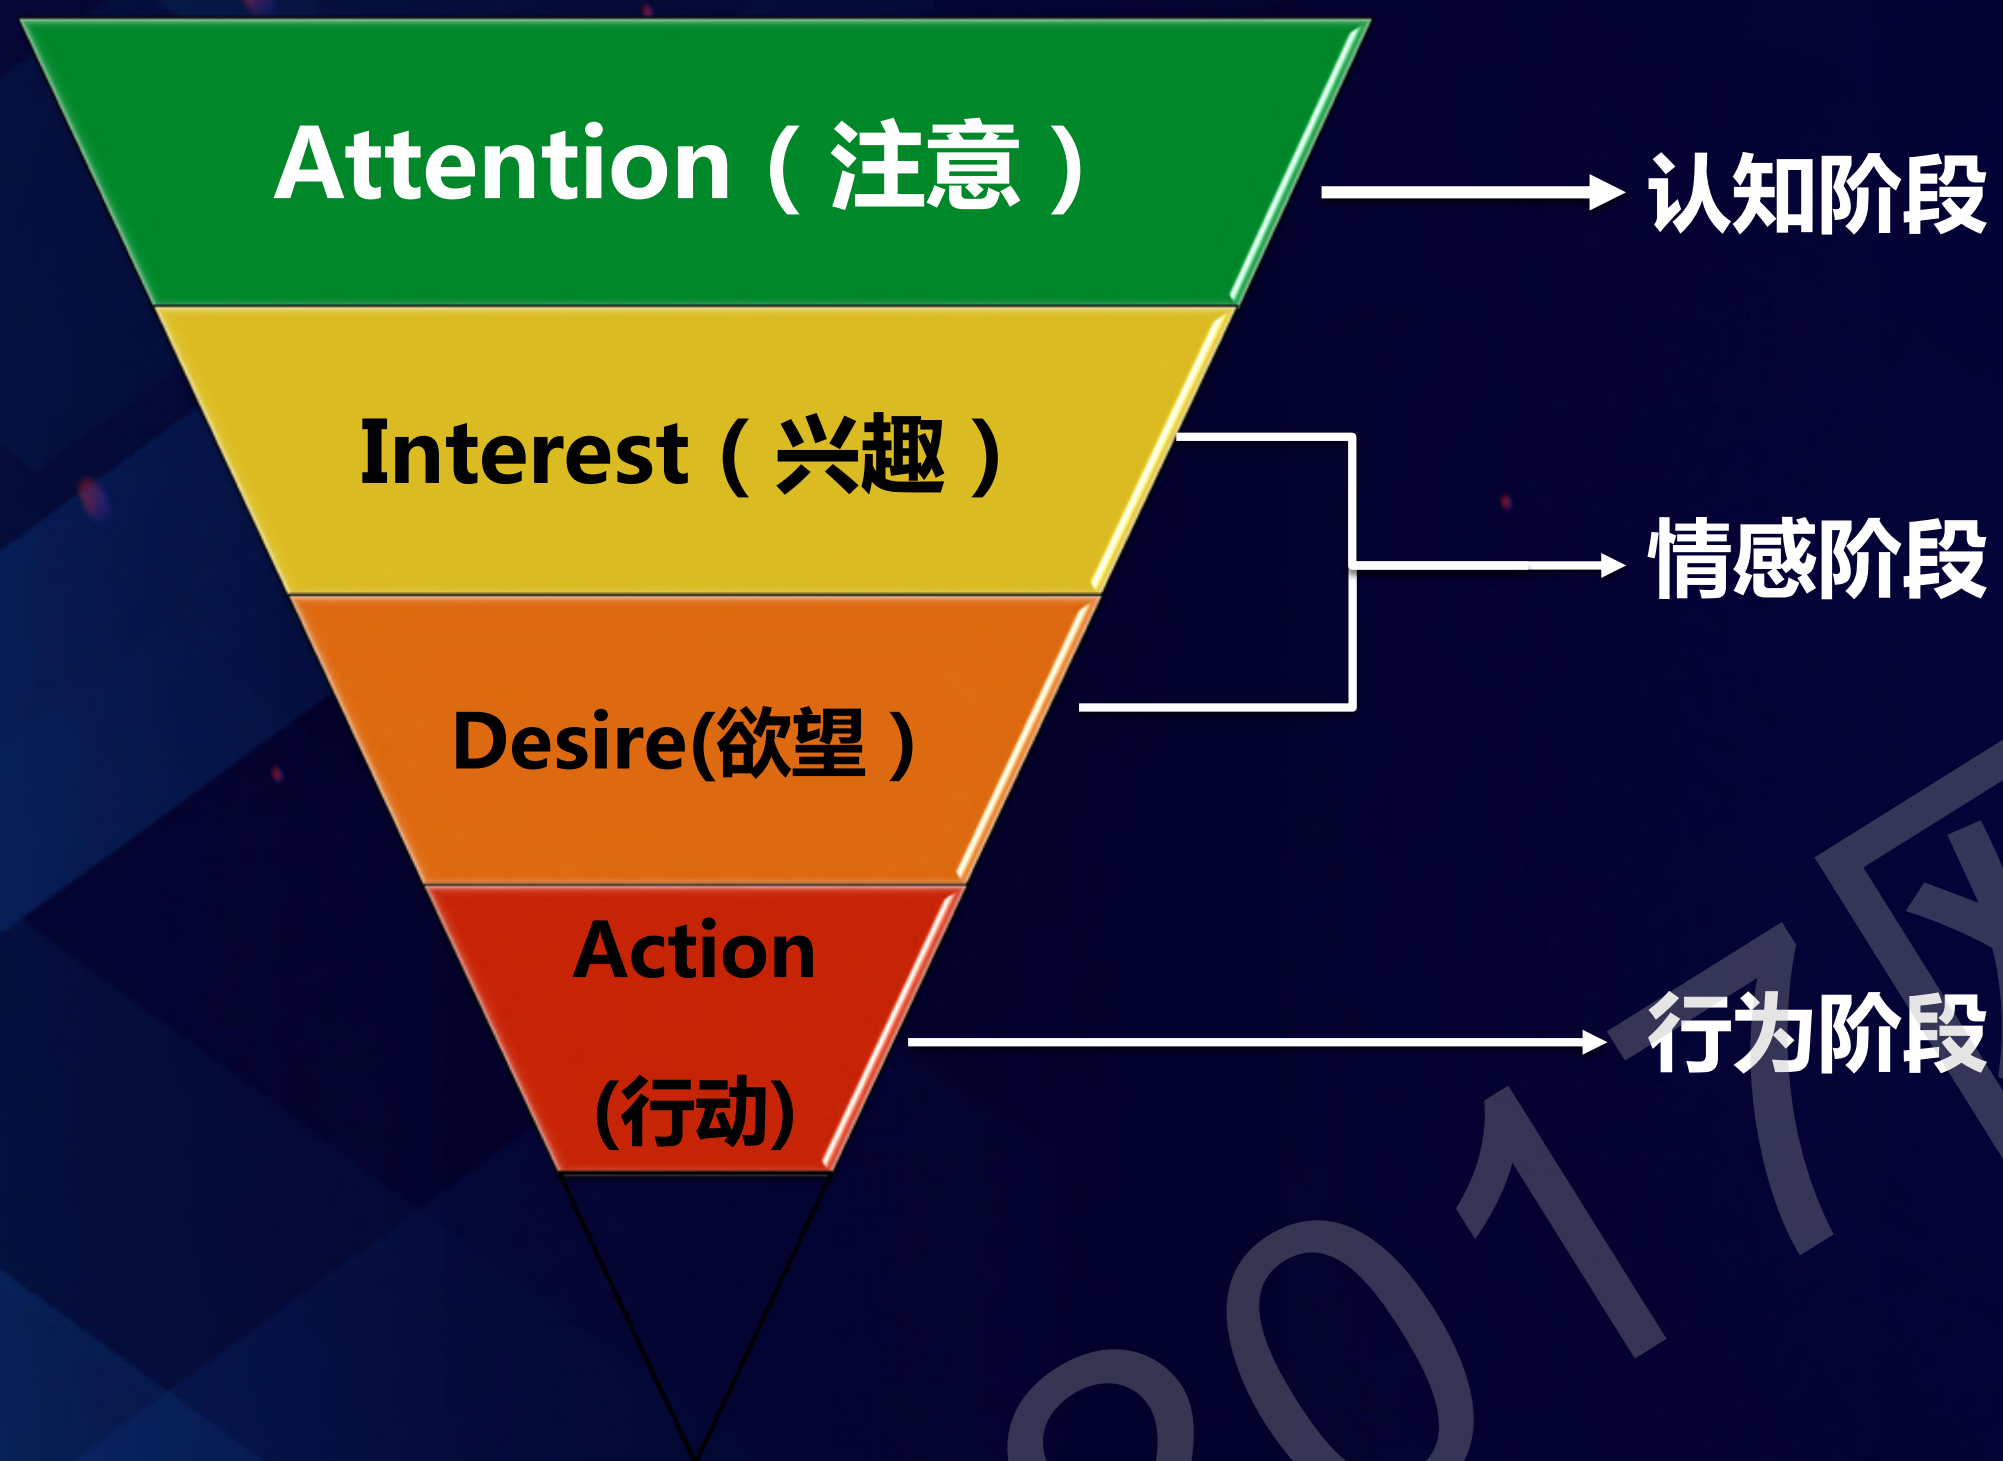 Attention（注意）
认知阶段
Interest（兴趣）
情感阶段
Desire(欲望）
Action
(行动)
行为阶段
2017